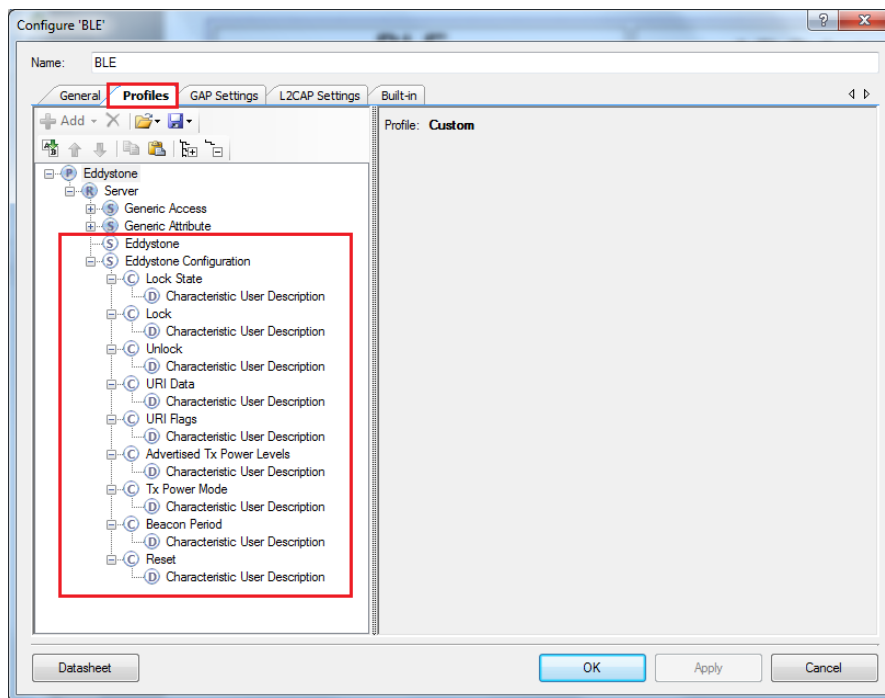 Configure 'BLE'
Name: BLE
General Profiles GAP Settings L2CAP Settings Built-in
Add
Profile: Custom
P Eddystone
R Server
S Generic Access
S Generic Attribute
S Eddystone
S Eddystone Configuration
C Lock State
D Characteristic User Description
C Lock
D Characteristic User Description
C Unlock
D Characteristic User Description
C URI Data
D Characteristic User Description
C URI Flags
D Characteristic User Description
C Advertised Tx Power Levels
D Characteristic User Description
C Tx Power Mode
D Characteristic User Description
C Beacon Period
D Characteristic User Description
C Reset
D Characteristic User Description
Datasheet OK Apply Cancel